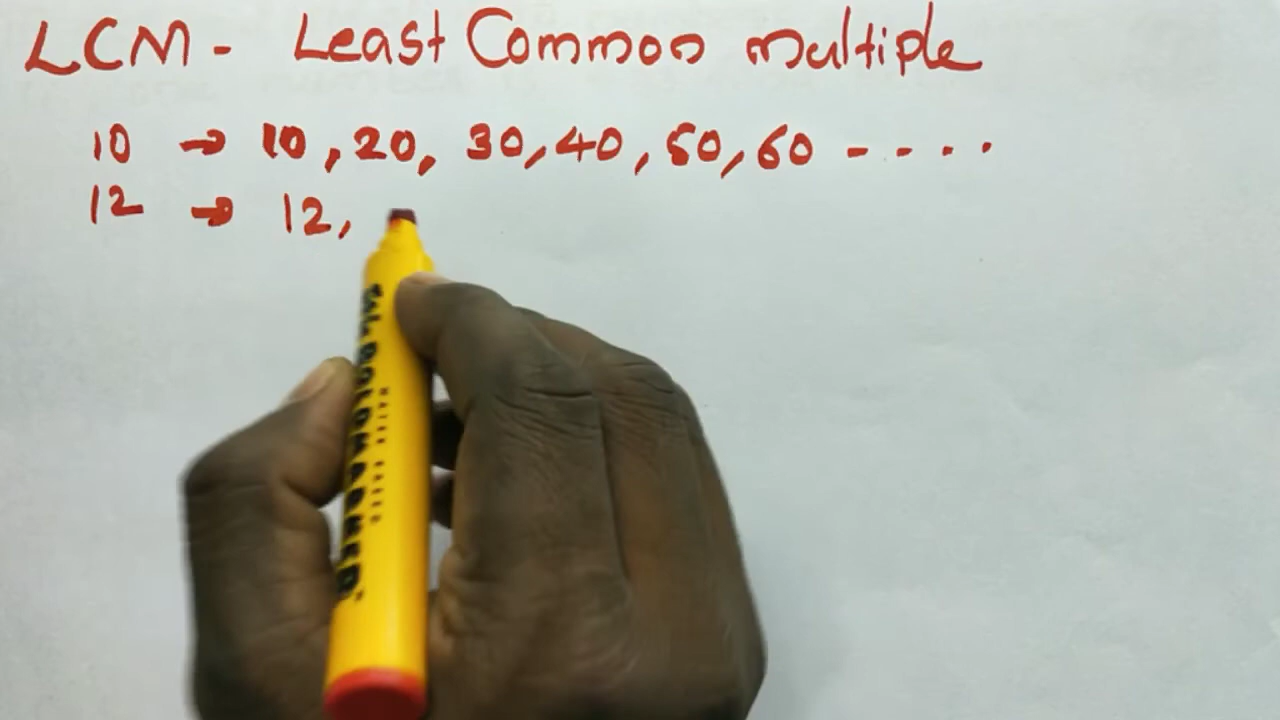 LCM - Least Common multiple
10 → 10, 20, 30, 40, 50, 60 - - - -
12 → 12,